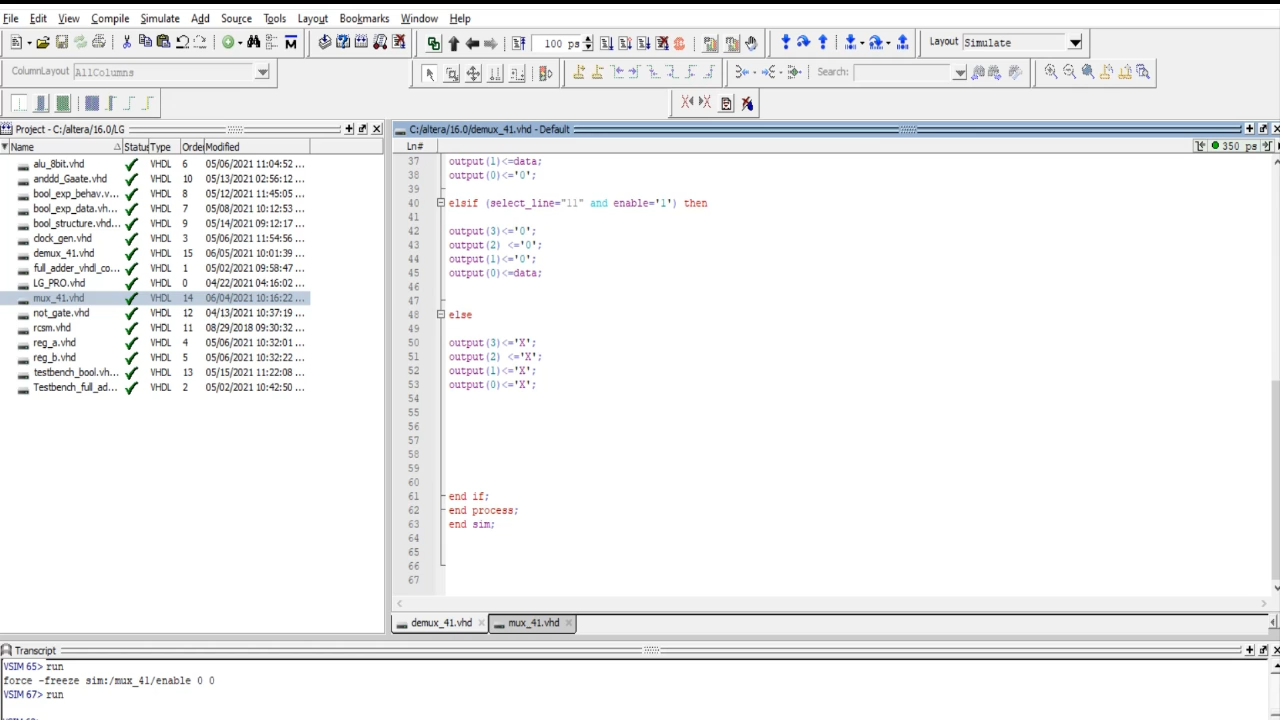 File Edit View Compile Simulate Add Source Tools Layout Bookmarks Window Help
100 ps
Layout Simulate
ColumnLayout AllColumns
Search:
Project - C:/altera/16.0/LG
Name Status Type Order Modified
alu_8bit.vhd VHDL 6 05/06/2021 11:04:52 ...
anddd_Gaate.vhd VHDL 10 05/13/2021 02:56:12 ...
bool_exp_behav.v... VHDL 8 05/12/2021 11:45:05 ...
bool_exp_data.vh... VHDL 7 05/08/2021 10:12:53 ...
bool_structure.vhd... VHDL 9 05/14/2021 09:12:17 ...
clock_gen.vhd VHDL 3 05/06/2021 11:54:56 ...
demux_41.vhd VHDL 15 06/05/2021 10:01:39 ...
full_adder_vhdl_co... VHDL 1 05/02/2021 09:58:47 ...
LG_PRO.vhd VHDL 0 04/22/2021 04:16:02 ...
mux_41.vhd VHDL 14 06/04/2021 10:16:22 ...
not_gate.vhd VHDL 12 04/13/2021 10:37:19 ...
rcsm.vhd VHDL 11 08/29/2018 09:30:32 ...
reg_a.vhd VHDL 4 05/06/2021 10:32:01 ...
reg_b.vhd VHDL 5 05/06/2021 10:32:22 ...
testbench_bool.vh... VHDL 13 05/15/2021 11:22:08 ...
Testbench_full_ad... VHDL 2 05/02/2021 10:42:50 ...
C:/altera/16.0/demux_41.vhd - Default
Ln#
350 ps
37 output(1)<=data;
38 output(0)<='0';
39
40 elsif (select_line="11" and enable='1') then
41
42 output(3)<='0';
43 output(2) <='0';
44 output(1)<='0';
45 output(0)<=data;
46
47
48 else
49
50 output(3)<='X';
51 output(2) <='X';
52 output(1)<='X';
53 output(0)<='X';
54
55
56
57
58
59
60
61 end if;
62 end process;
63 end sim;
64
65
66
67
demux_41.vhd mux_41.vhd
Transcript
VSIM 65> run
force -freeze sim:/mux_41/enable 0 0
VSIM 67> run